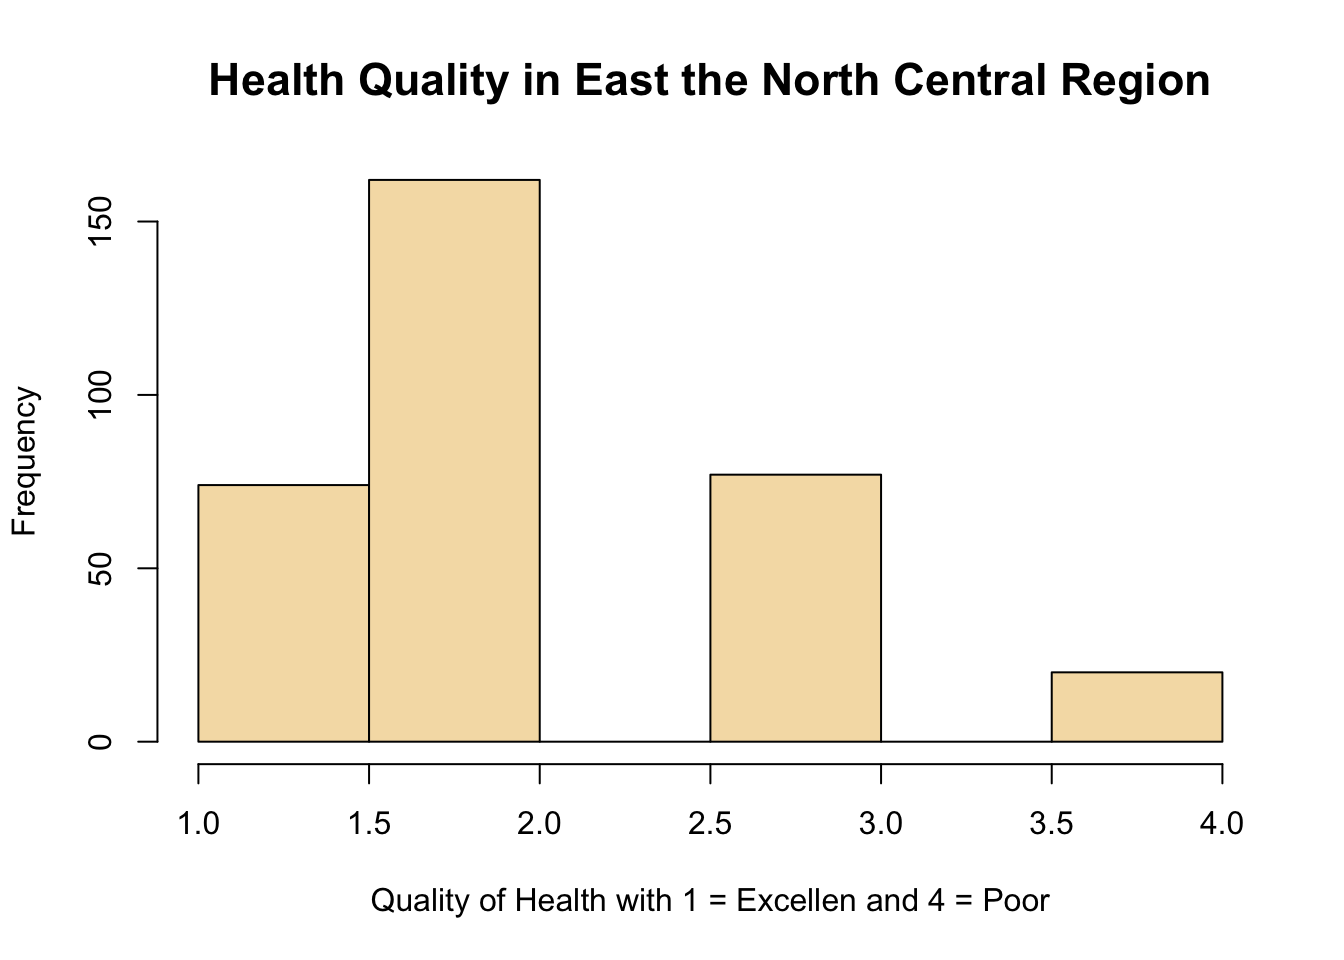 Health Quality in East the North Central Region
150
100
50
0
Frequency
1.0 1.5 2.0 2.5 3.0 3.5 4.0
Quality of Health with 1 = Excellen and 4 = Poor